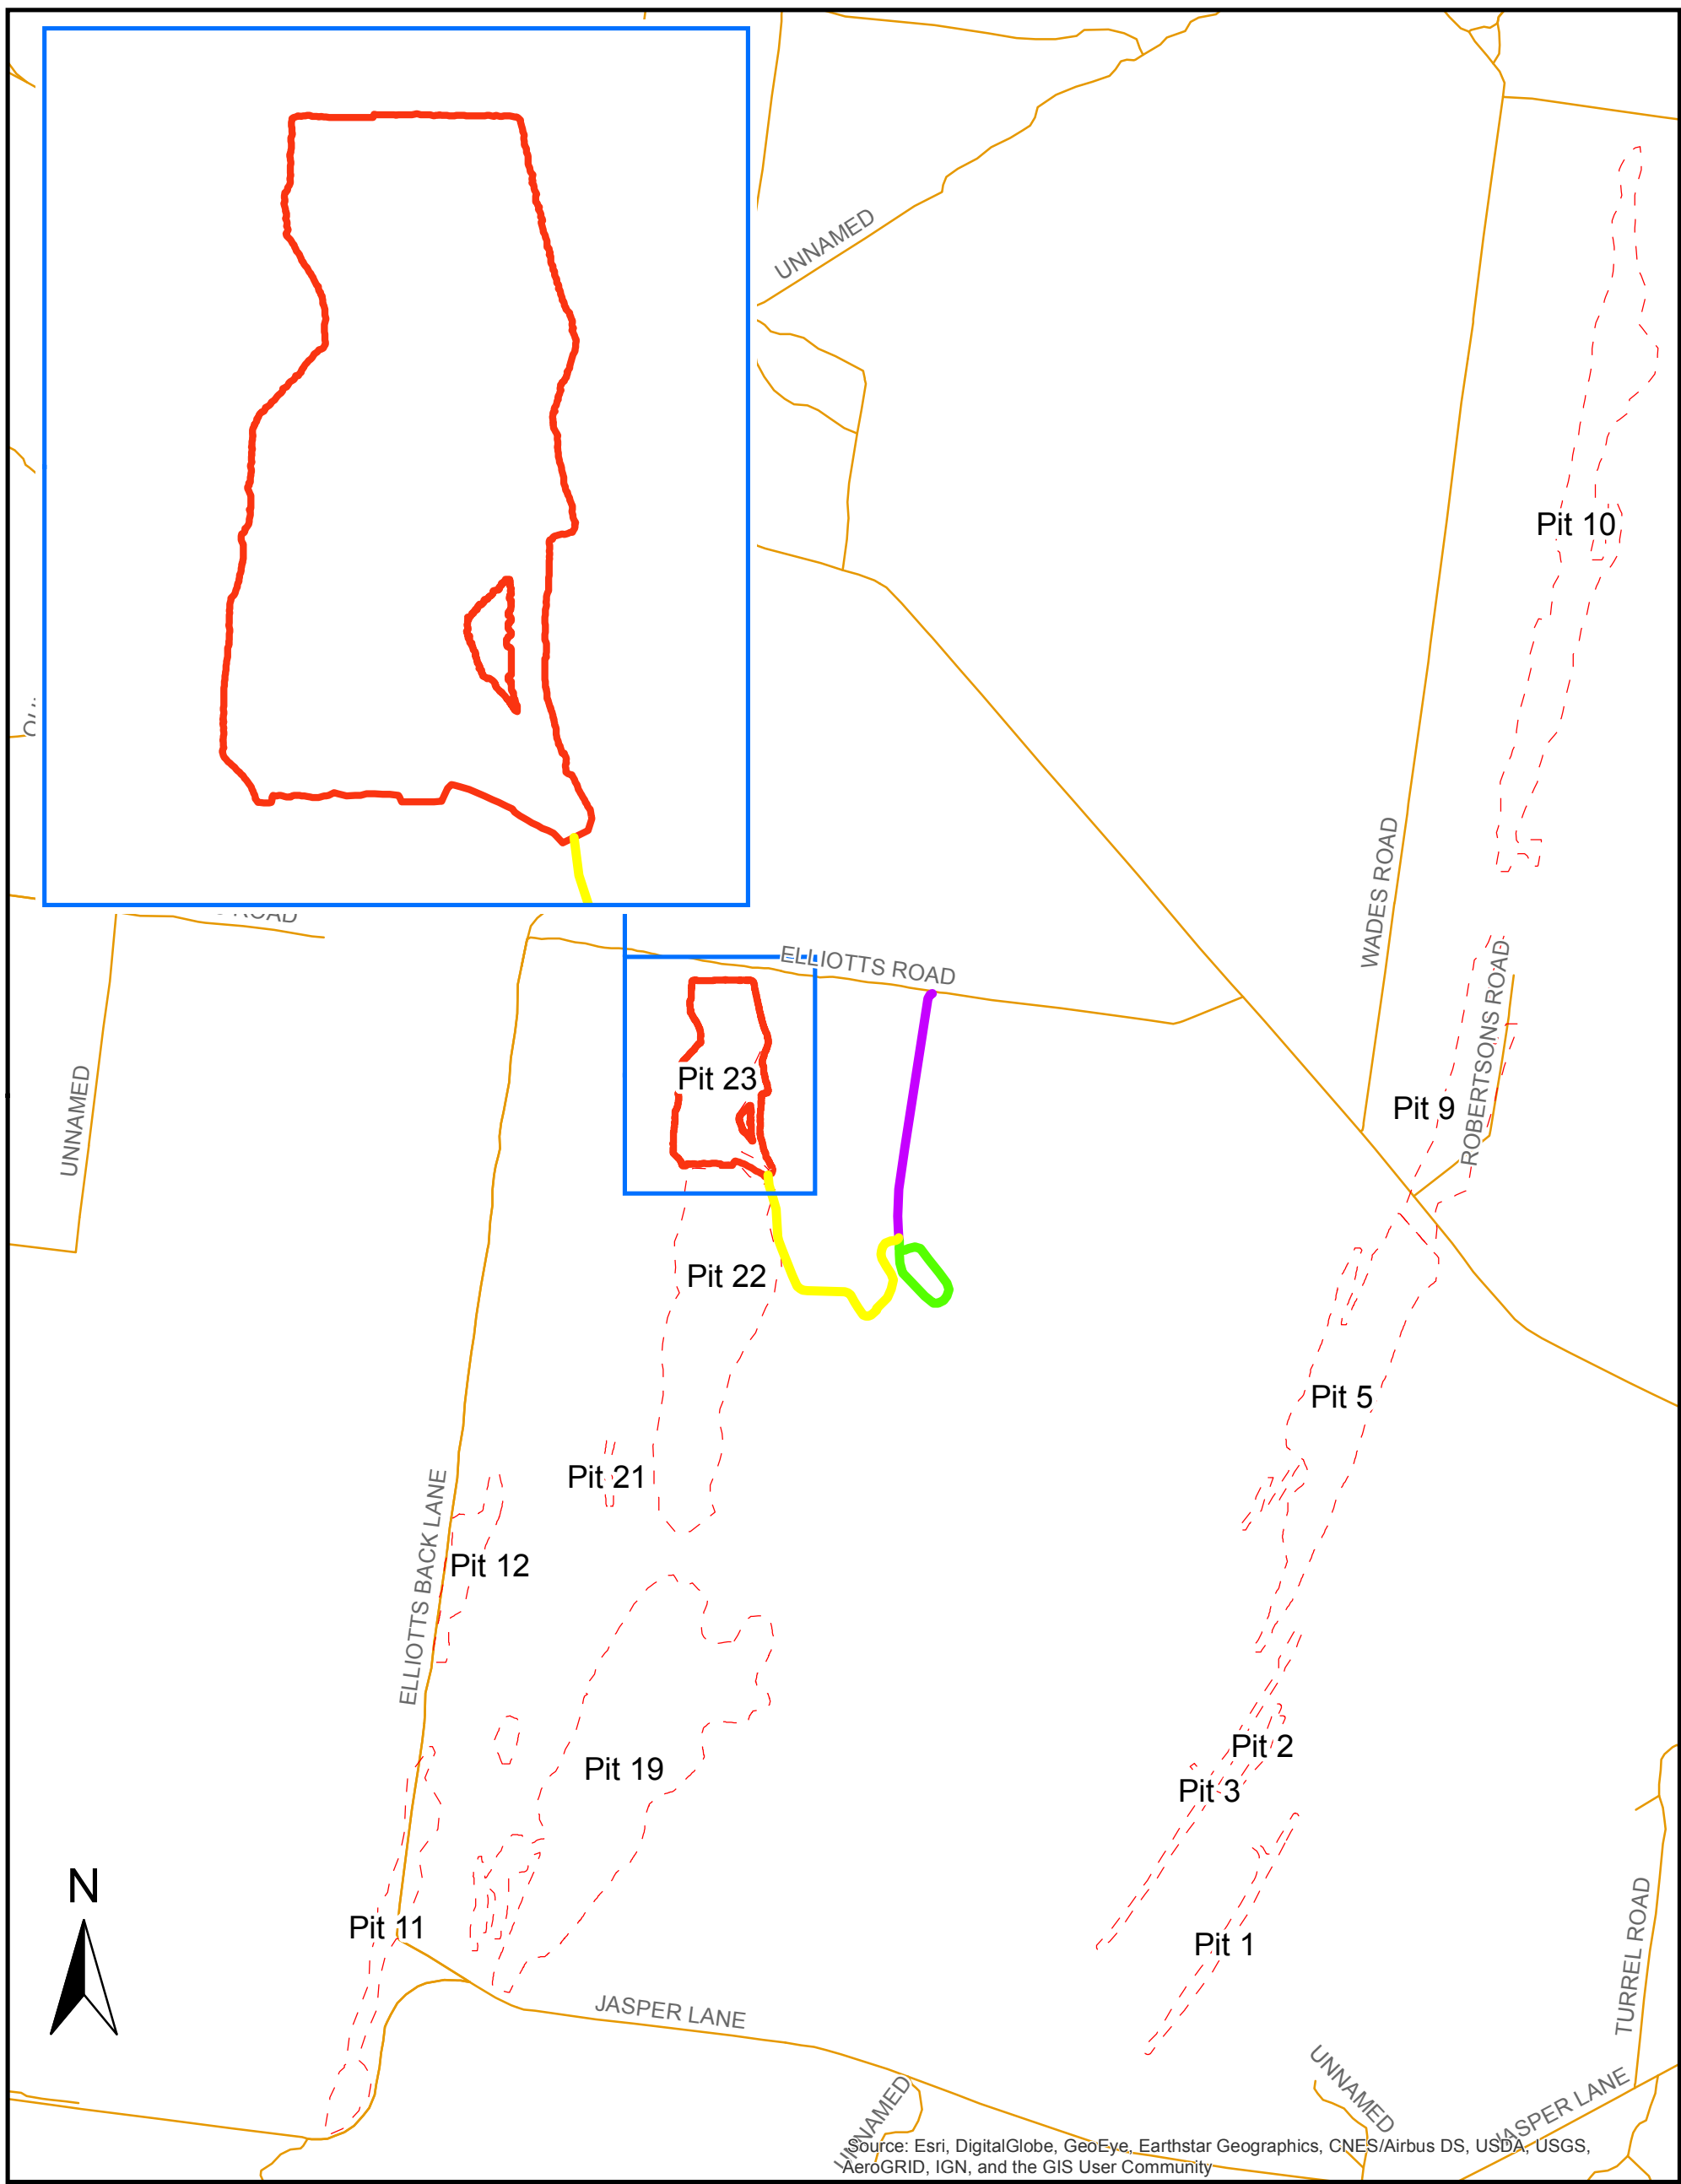 UNNAMED
Pit 10
WADES ROAD
ROAD
ELLIOTTS ROAD
ROBERTSONS ROAD
UNNAMED
Pit 23
Pit 9
Pit 22
Pit 5
Pit 21
ELLIOTTS BACK LANE
Pit 12
Pit 2
Pit 19
Pit 3
N
Pit 11
Pit 1
TURREL ROAD
JASPER LANE
UNNAMED
UNNAMED
JASPER LANE
Source: Esri, DigitalGlobe, GeoEye, Earthstar Geographics, CNES/Airbus DS, USDA, USGS,
AeroGRID, IGN, and the GIS User Community